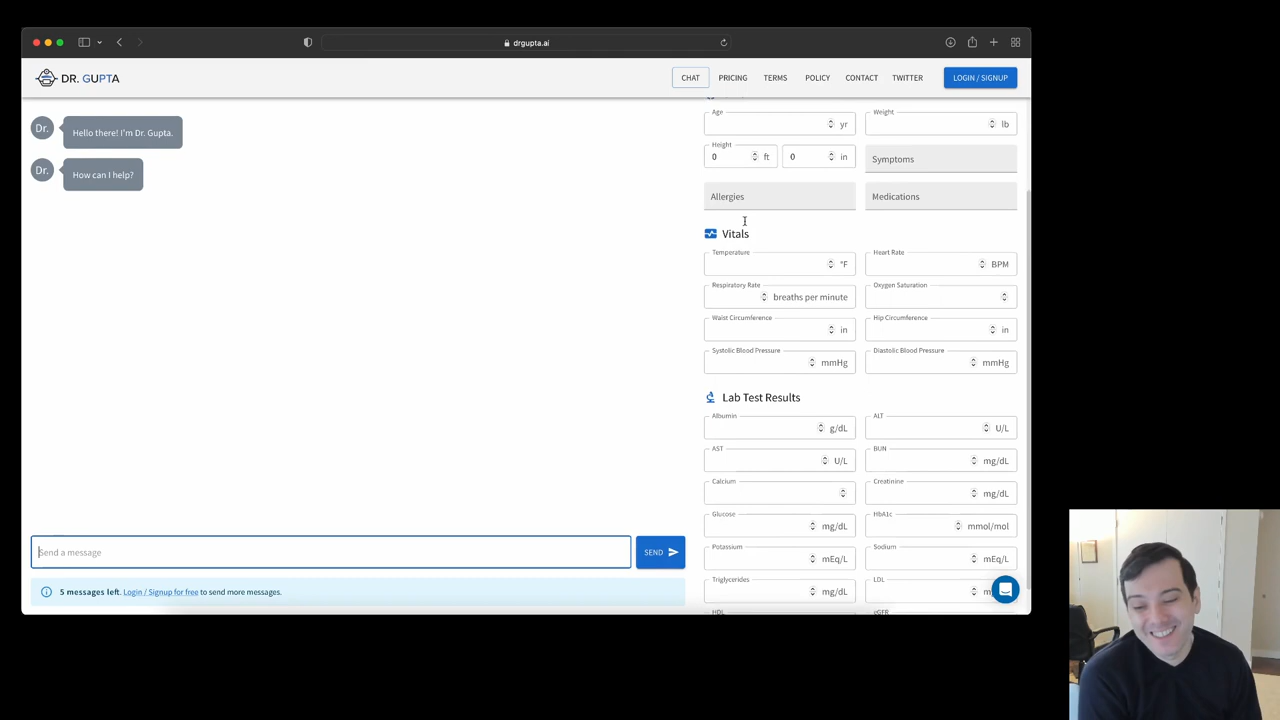 drgupta.ai
DR. GUPTA
CHAT
PRICING
TERMS
POLICY
CONTACT
TWITTER
LOGIN / SIGNUP
Dr.
Hello there! I'm Dr. Gupta.
Dr.
How can I help?
Age
yr
Weight
lb
Height
0 ft
0 in
Symptoms
Allergies
Medications
Vitals
Temperature
°F
Heart Rate
BPM
Respiratory Rate
breaths per minute
Oxygen Saturation
Waist Circumference
in
Hip Circumference
in
Systolic Blood Pressure
mmHg
Diastolic Blood Pressure
mmHg
Lab Test Results
Albumin
g/dL
ALT
U/L
AST
U/L
BUN
mg/dL
Calcium
Creatinine
mg/dL
Glucose
mg/dL
HbA1c
mmol/mol
Potassium
mEq/L
Sodium
mEq/L
Triglycerides
mg/dL
LDL
HDL
eGFR
Send a message
SEND
5 messages left. Login / Signup for free to send more messages.